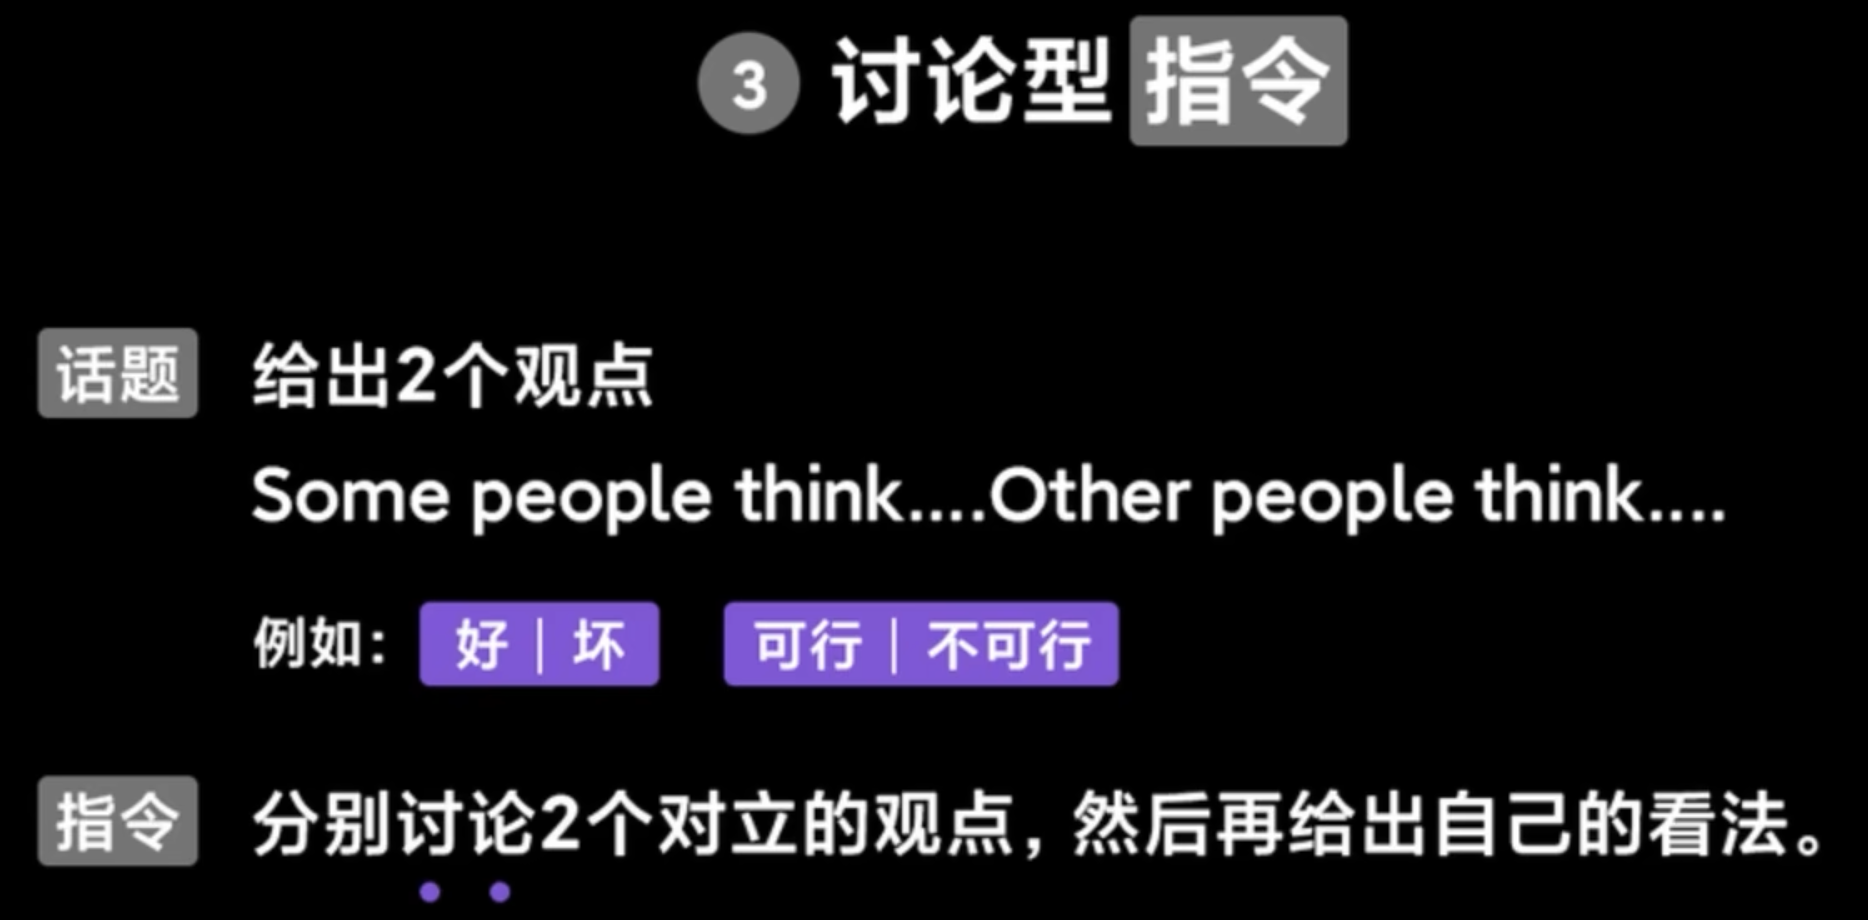 3 讨论型 指令
话题 给出2个观点
Some people think....Other people think....
例如: 好 | 坏 可行 | 不可行
指令 分别讨论2个对立的观点，然后再给出自己的看法。